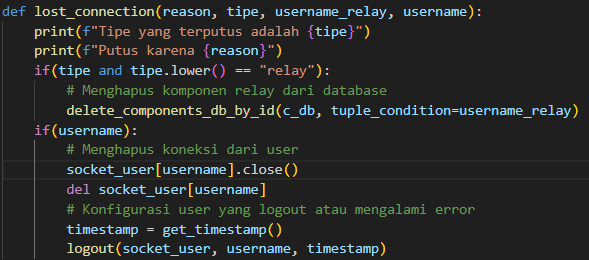 def lost_connection(reason, tipe, username_relay, username):
    print(f"Tipe yang terputus adalah {tipe}")
    print(f"Putus karena {reason}")
    if(tipe and tipe.lower() == "relay"):
        # Menghapus komponen relay dari database
        delete_components_db_by_id(c_db, tuple_condition=username_relay)
    if(username):
        # Menghapus koneksi dari user
        socket_user[username].close()
        del socket_user[username]
        # Konfigurasi user yang logout atau mengalami error
        timestamp = get_timestamp()
        logout(socket_user, username, timestamp)